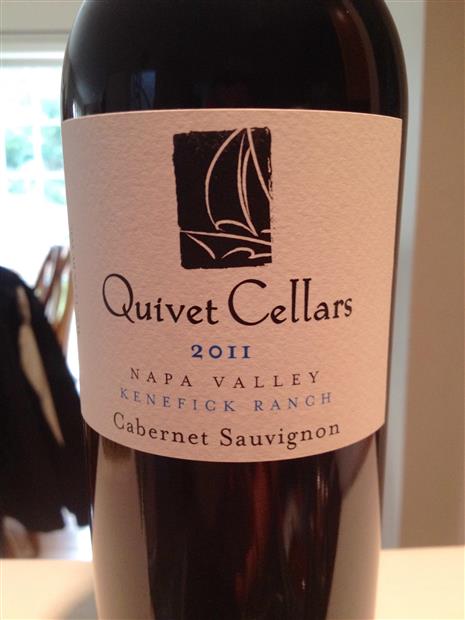 Quivet Cellars
2011
NAPA VALLEY
KENEFICK RANCH
Cabernet Sauvignon